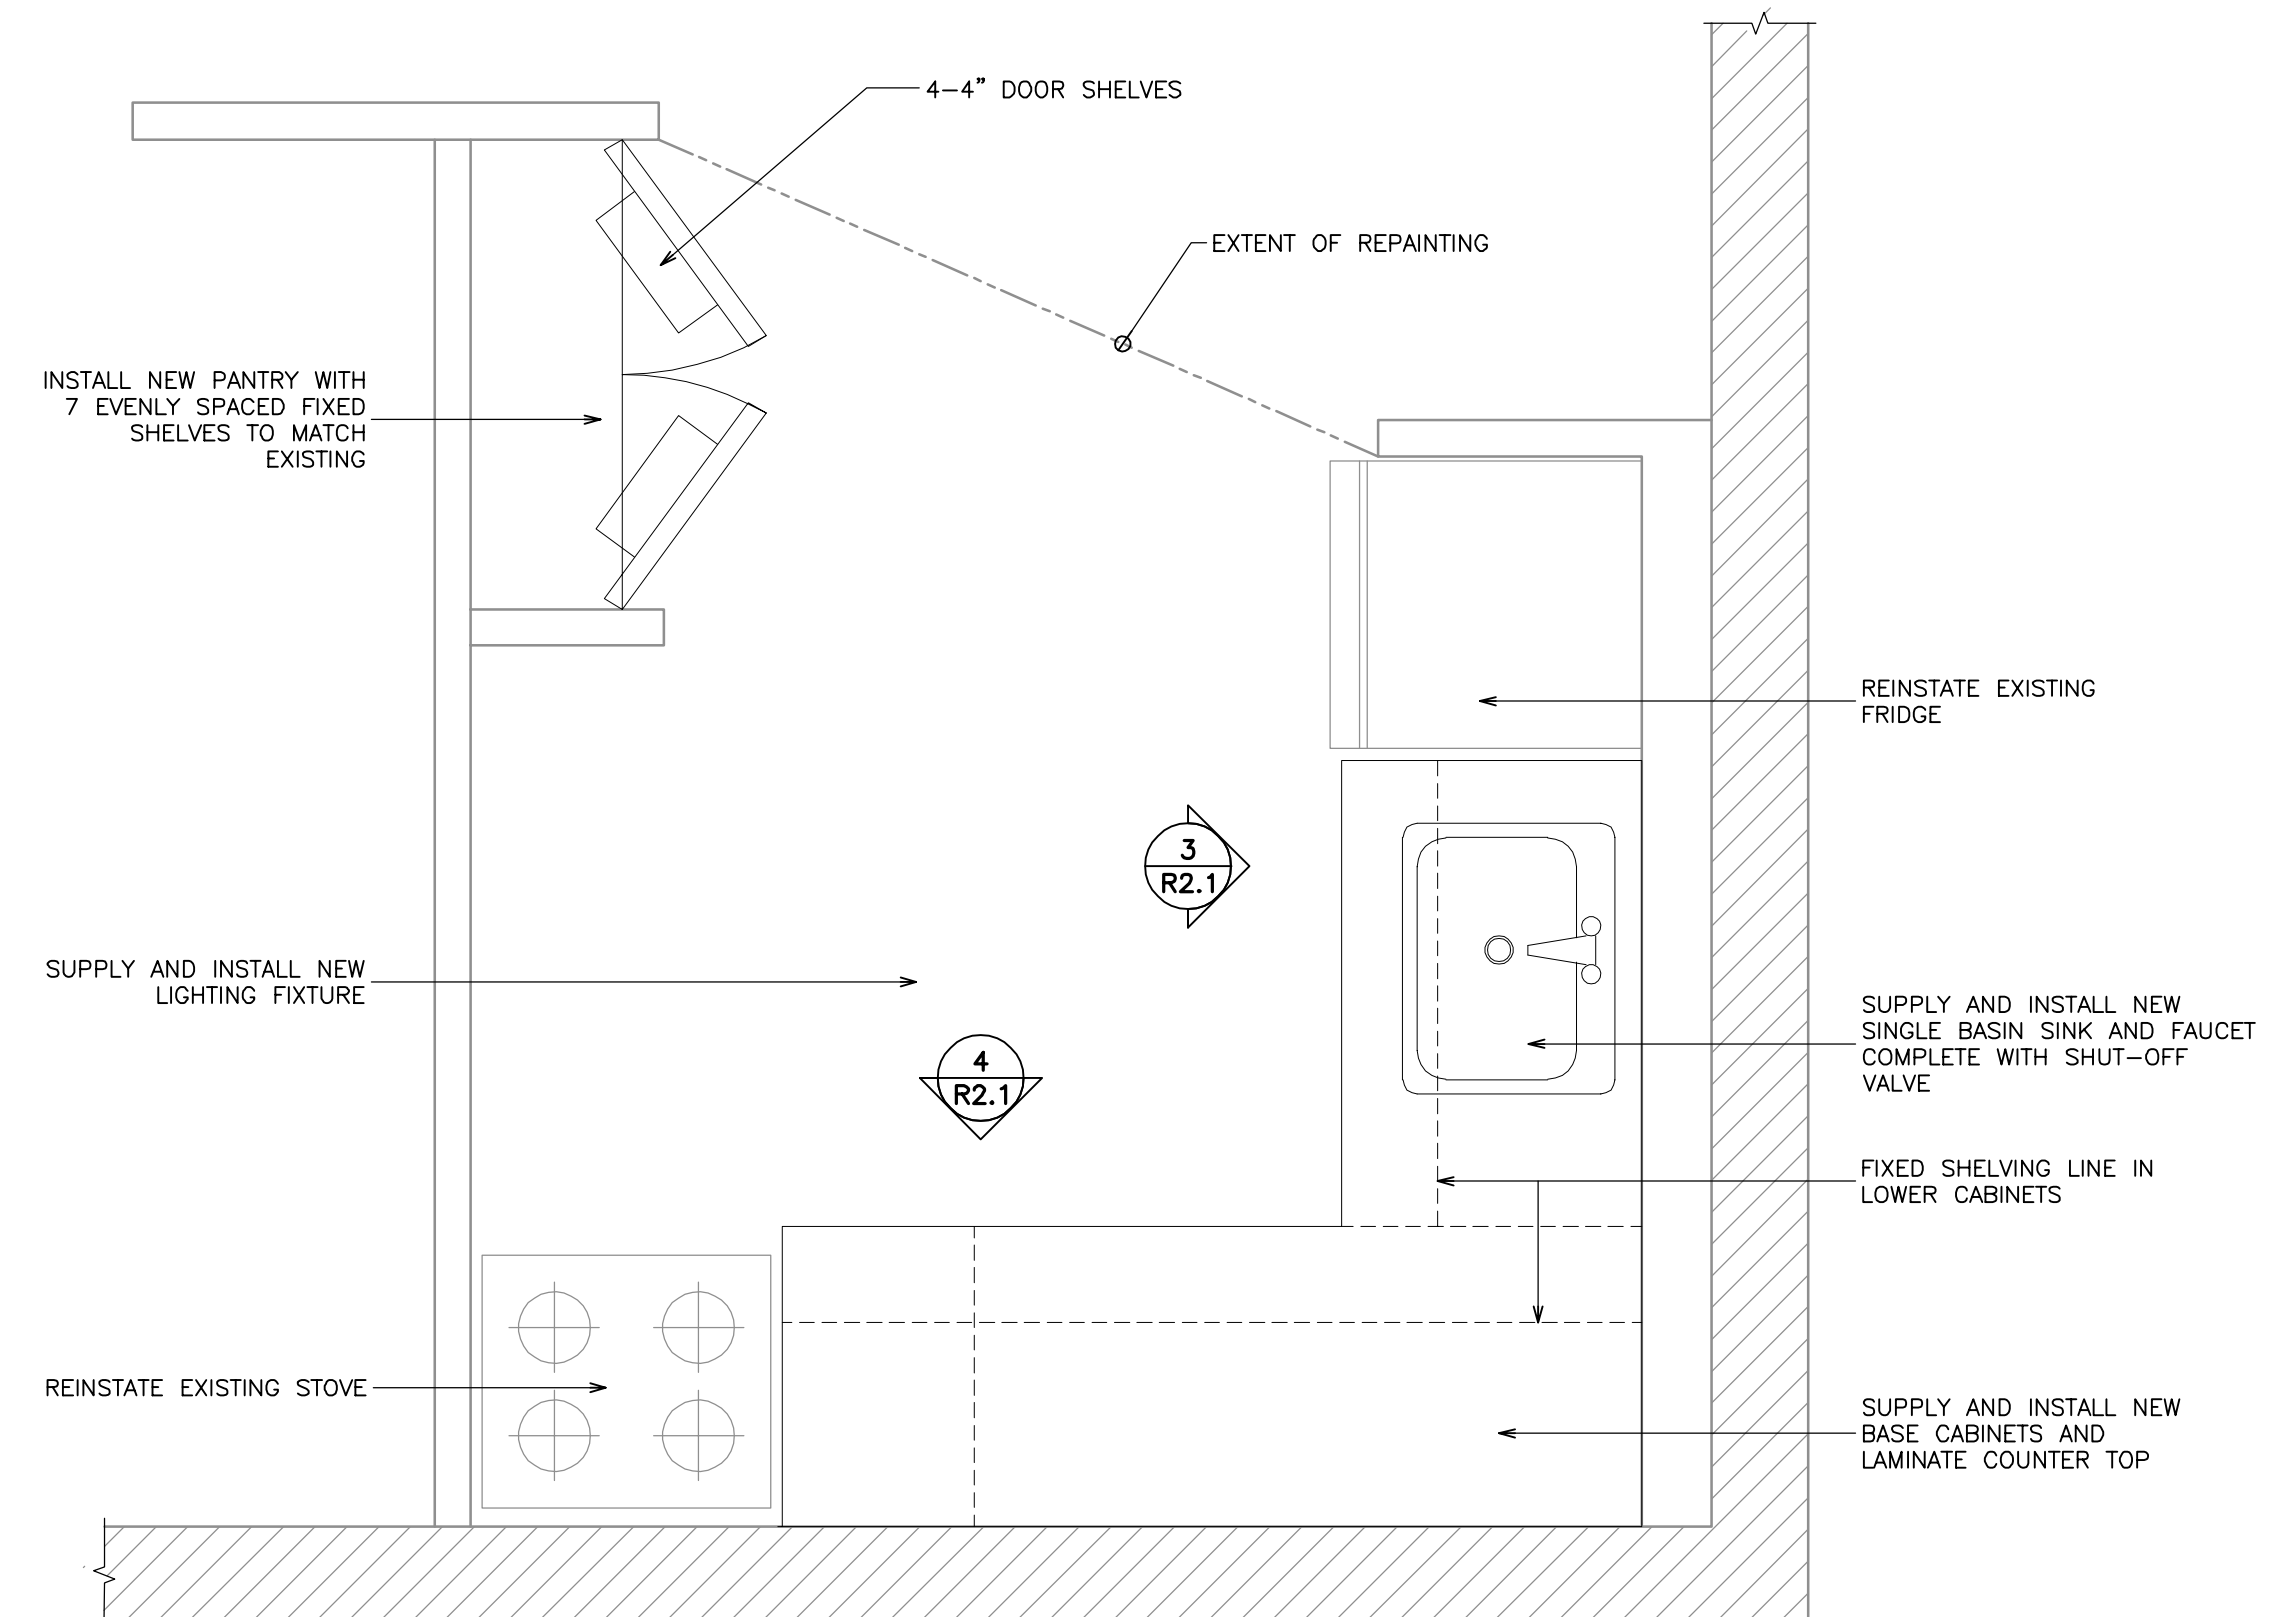 4-4” DOOR SHELVES
EXTENT OF REPAINTING
INSTALL NEW PANTRY WITH
7 EVENLY SPACED FIXED
SHELVES TO MATCH
EXISTING
REINSTATE EXISTING
FRIDGE
3
R2.1
SUPPLY AND INSTALL NEW
LIGHTING FIXTURE
SUPPLY AND INSTALL NEW
SINGLE BASIN SINK AND FAUCET
COMPLETE WITH SHUT-OFF
VALVE
4
R2.1
FIXED SHELVING LINE IN
LOWER CABINETS
REINSTATE EXISTING STOVE
SUPPLY AND INSTALL NEW
BASE CABINETS AND
LAMINATE COUNTER TOP